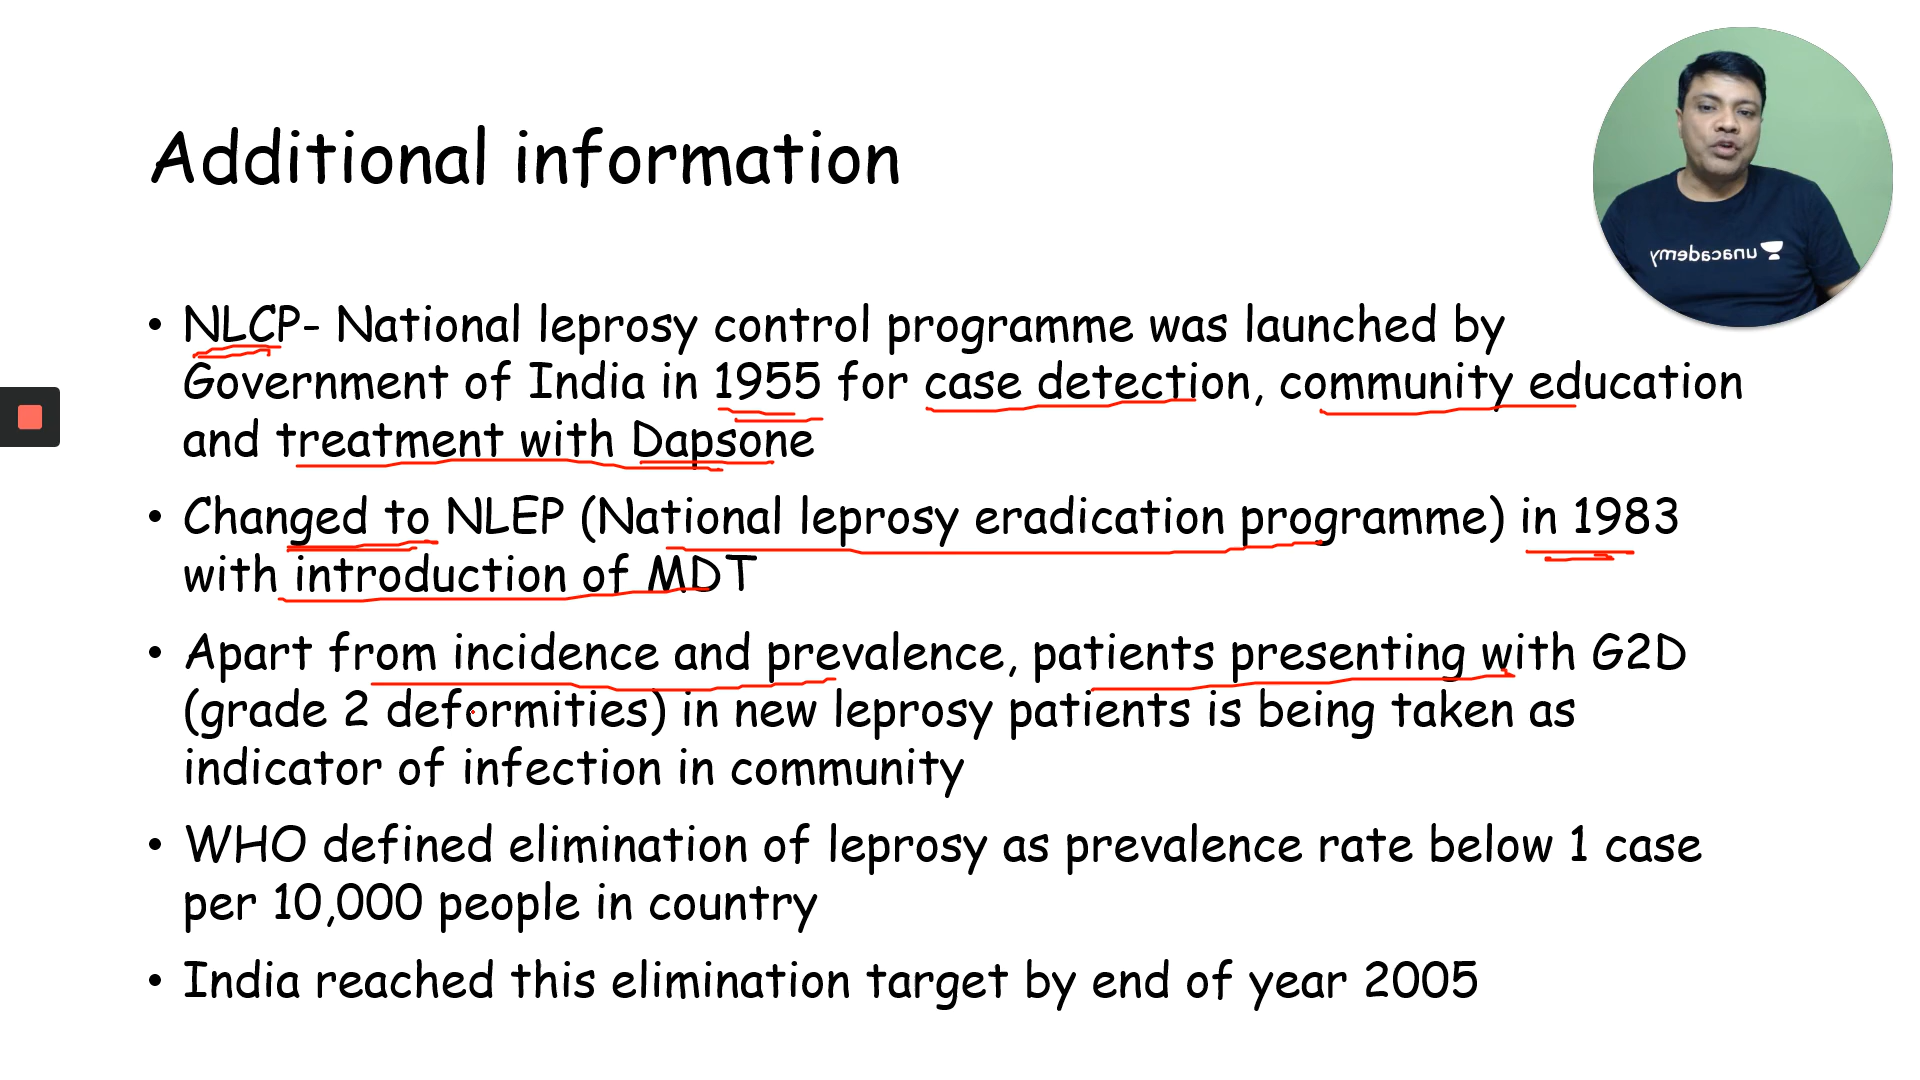 Additional information
unacademy
• NLCP- National leprosy control programme was launched by
Government of India in 1955 for case detection, community education
and treatment with Dapsone
• Changed to NLEP (National leprosy eradication programme) in 1983
with introduction of MDT
• Apart from incidence and prevalence, patients presenting with G2D
(grade 2 deformities) in new leprosy patients is being taken as
indicator of infection in community
• WHO defined elimination of leprosy as prevalence rate below 1 case
per 10,000 people in country
• India reached this elimination target by end of year 2005